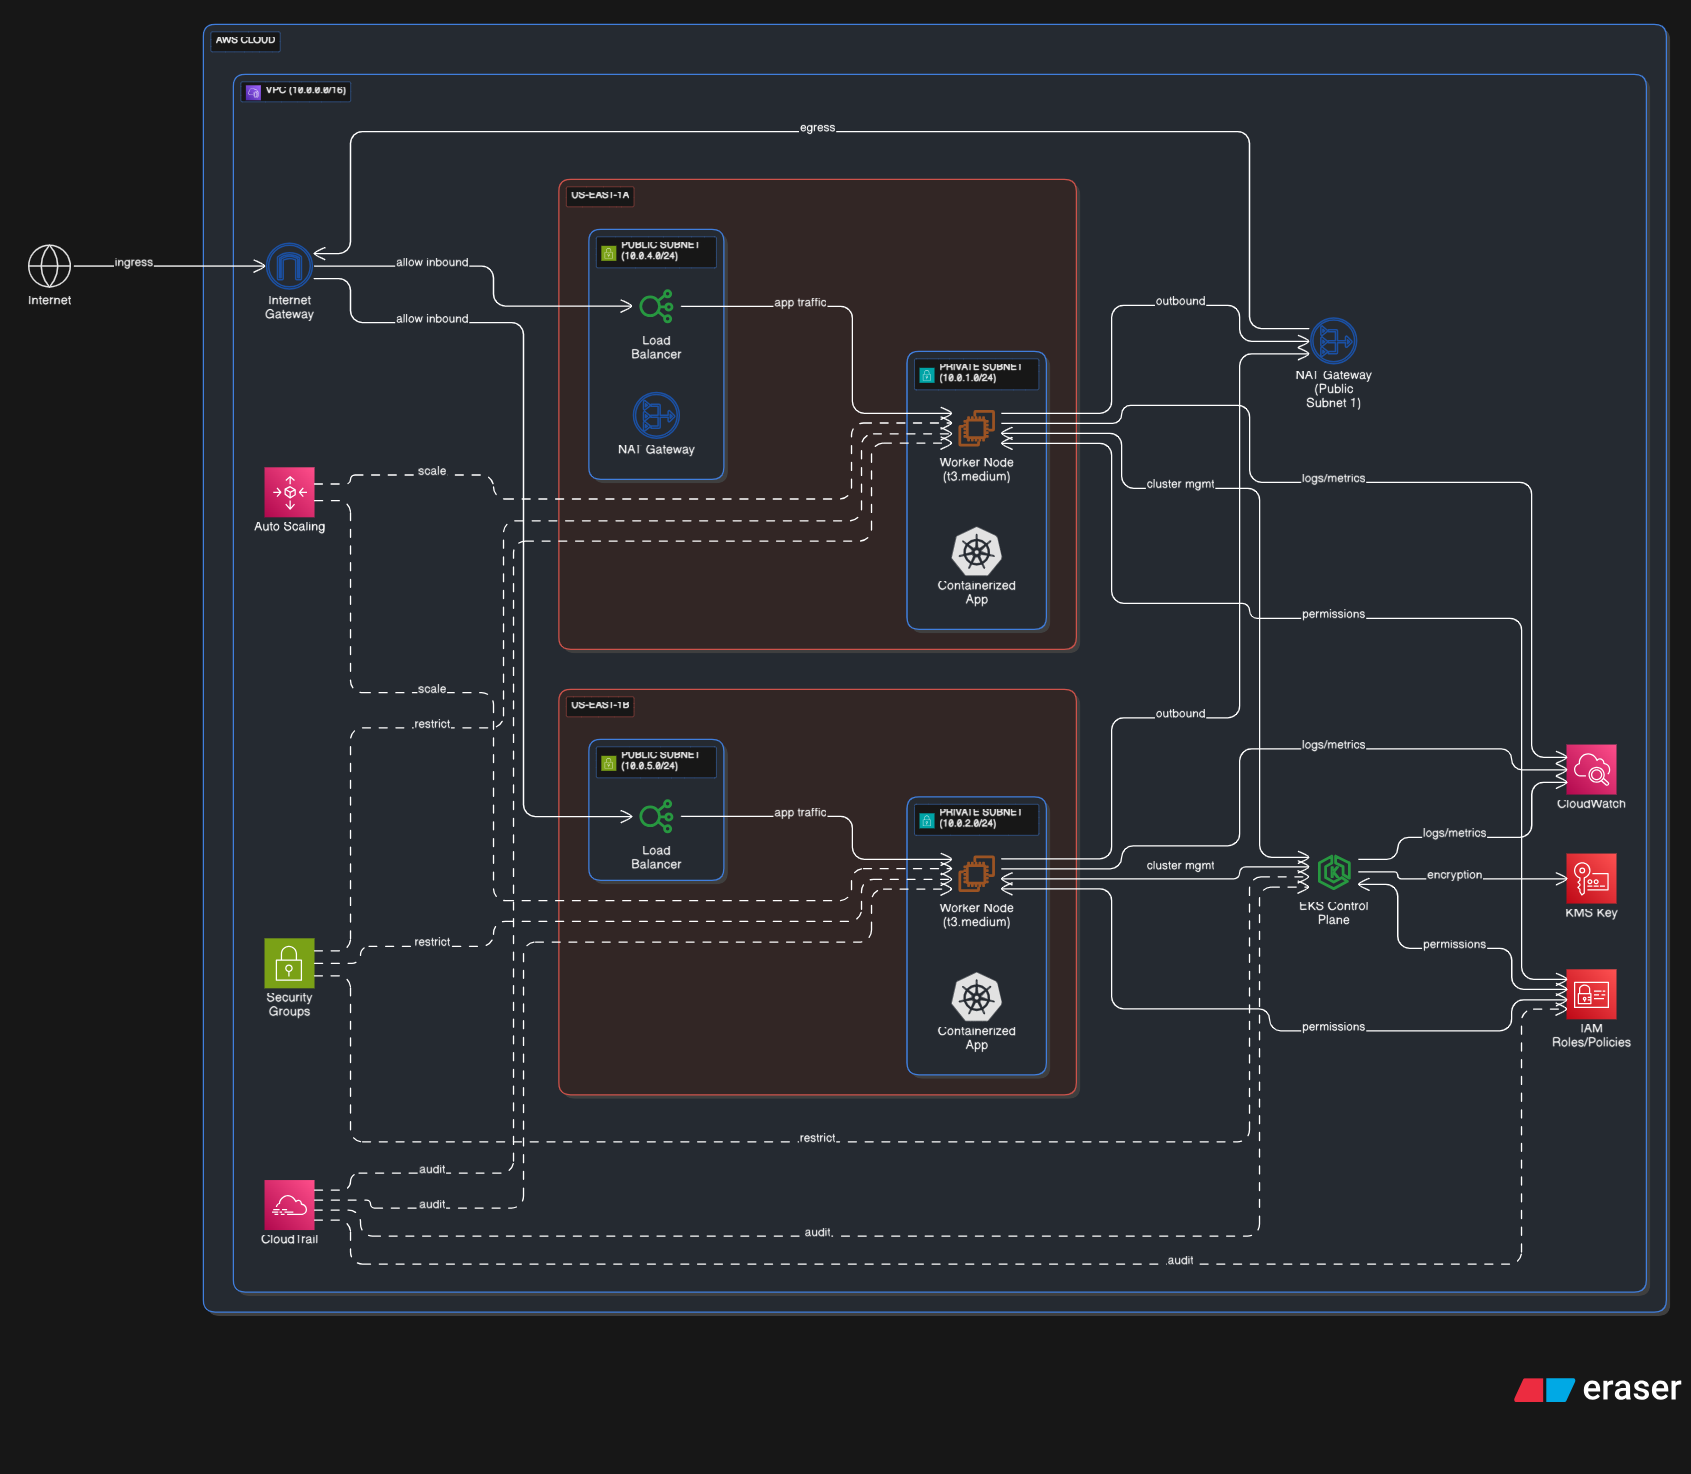 AWS CLOUD
VPC (10.0.0.0/16)
egress
US-EAST-1A
PUBLIC SUBNET
(10.0.4.0/24)
ingress
allow inbound
Internet
Internet
Gateway
allow inbound
app traffic
outbound
Load
Balancer
PRIVATE SUBNET
(10.0.1.0/24)
NAT Gateway
(Public
Subnet 1)
NAT Gateway
Worker Node
(t3.medium)
scale
cluster mgmt
logs/metrics
Auto Scaling
Containerized
App
permissions
scale
restrict
US-EAST-1B
outbound
PUBLIC SUBNET
(10.0.5.0/24)
logs/metrics
CloudWatch
app traffic
PRIVATE SUBNET
(10.0.2.0/24)
Load
Balancer
logs/metrics
cluster mgmt
encryption
Worker Node
(t3.medium)
EKS Control
Plane
KMS Key
restrict
permissions
Security
Groups
Containerized
App
permissions
IAM
Roles/Policies
restrict
audit
audit
CloudTrail
audit
audit
eraser